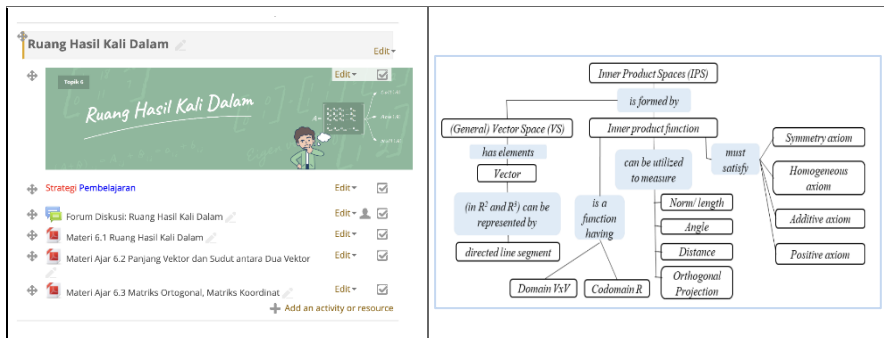 Ruang Hasil Kali Dalam
Edit
Topik 6
Edit
Ruang Hasil Kali Dalam
Strategi Pembelajaran
Edit
Forum Diskusi: Ruang Hasil Kali Dalam
Edit
Materi 6.1 Ruang Hasil Kali Dalam
Edit
Materi Ajar 6.2 Panjang Vektor dan Sudut antara Dua Vektor
Edit
Materi Ajar 6.3 Matriks Ortogonal, Matriks Koordinat
Edit
Add an activity or resource
Inner Product Spaces (IPS)
is formed by
(General) Vector Space (VS)
Inner product function
has elements
Vector
(in R² and R³) can be
represented by
directed line segment
is a
function
having
Domain VxV
Codomain R
can be utilized
to measure
Norm/ length
Angle
Distance
Orthogonal
Projection
must
satisfy
Symmetry axiom
Homogeneous
axiom
Additive axiom
Positive axiom